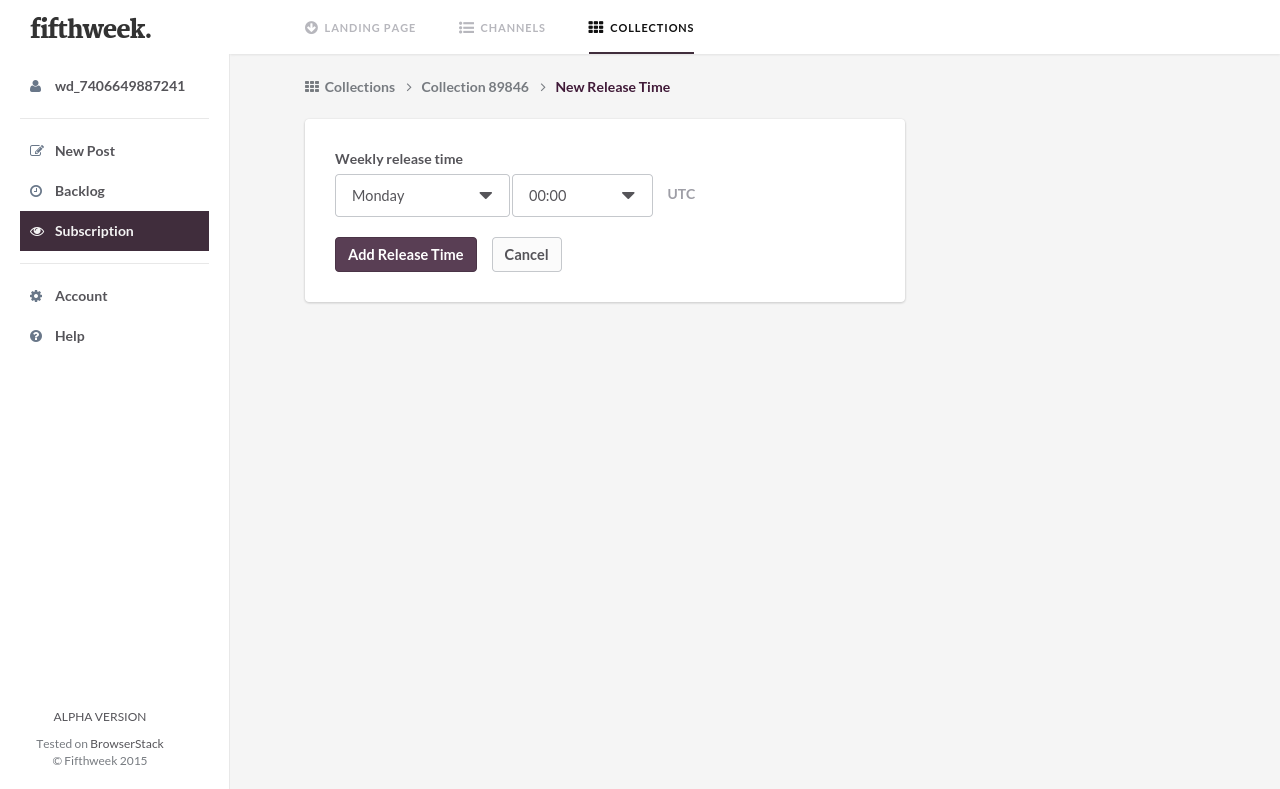 fifthweek.
LANDING PAGE
CHANNELS
COLLECTIONS
wd_7406649887241
New Post
Backlog
Subscription
Account
Help
Collections
Collection 89846
New Release Time
Weekly release time
Monday
00:00
UTC
Add Release Time
Cancel
ALPHA VERSION
Tested on BrowserStack
© Fifthweek 2015